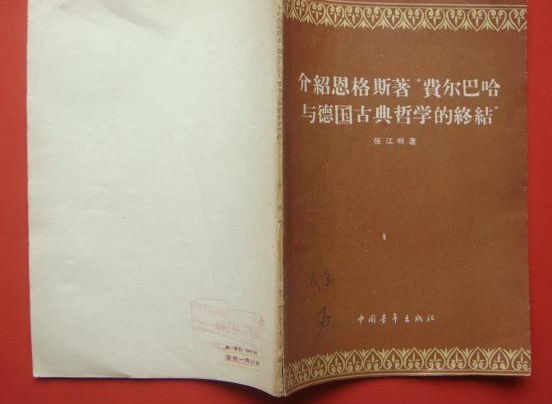 介紹恩格斯著“費尔巴哈
与德国古典哲学的終結”
张江明著
中国青年出版社